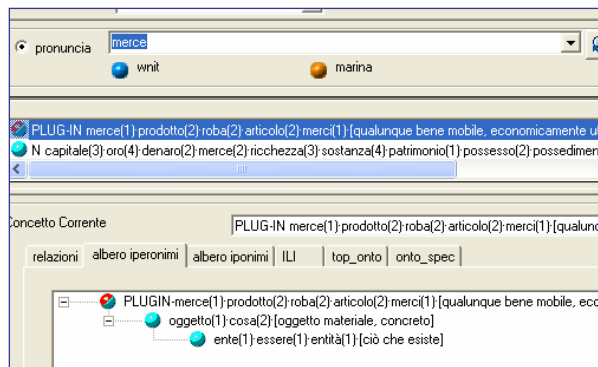 pronuncia merce
wnit marina
PLUG-IN merce(1)·prodotto(2)·roba(2)·articolo(2)·merci(1)·[qualunque bene mobile, economicamente ut
N capitale(3)·oro(4)·denaro(2)·merce(2)·ricchezza(3)·sostanza(4)·patrimonio(1)·possesso(2)·possedimen
Concetto Corrente PLUG-IN merce(1)·prodotto(2)·roba(2)·articolo(2)·merci(1)·[qualunq
relazioni albero iperonimi albero iponimi ILI top_onto onto_spec
PLUGIN-merce(1)·prodotto(2)·roba(2)·articolo(2)·merci(1)·[qualunque bene mobile, eco
oggetto(1)·cosa(2)·[oggetto materiale, concreto]
ente(1)·essere(1)·entità(1)·[ciò che esiste]